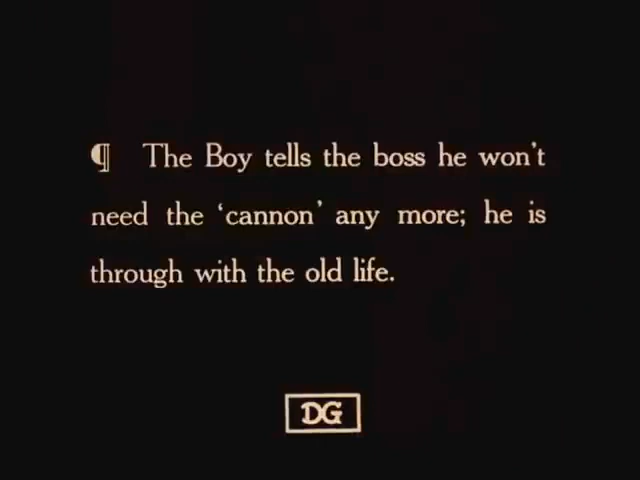 ¶ The Boy tells the boss he won't
need the ‘cannon’ any more; he is
through with the old life.
DG